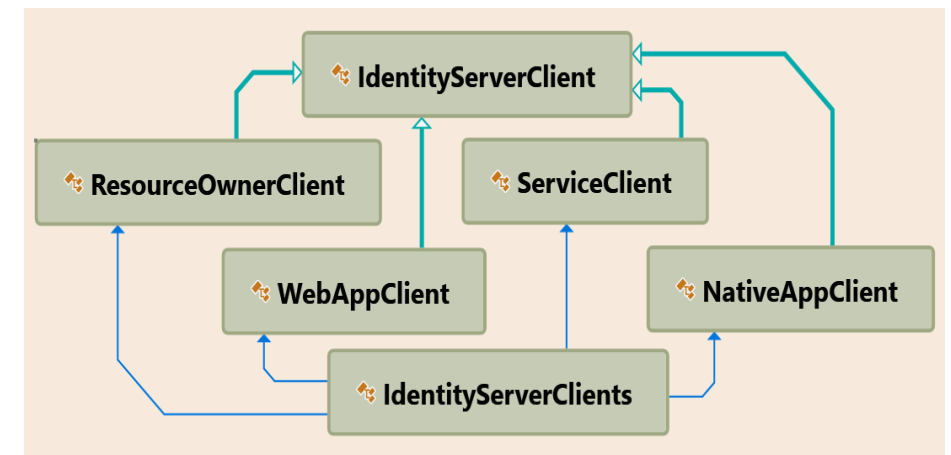 IdentityServerClient
ResourceOwnerClient
ServiceClient
WebAppClient
NativeAppClient
IdentityServerClients